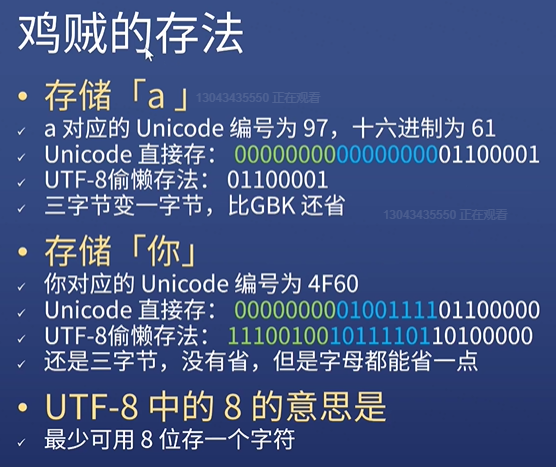 鸡贼的存法
• 存储「a 」
13043435550 正在观看
✓ a 对应的 Unicode 编号为 97，十六进制为 61
✓ Unicode 直接存： 000000000000000001100001
✓ UTF-8偷懒存法： 01100001
✓ 三字节变一字节，比GBK 还省
13043435550 正在观看
• 存储「你」
✓ 你对应的 Unicode 编号为 4F60
✓ Unicode 直接存： 000000000100111101100000
✓ UTF-8偷懒存法： 111001001011110110100000
✓ 还是三字节，没有省，但是字母都能省一点
• UTF-8 中的 8 的意思是
✓ 最少可用 8 位存一个字符